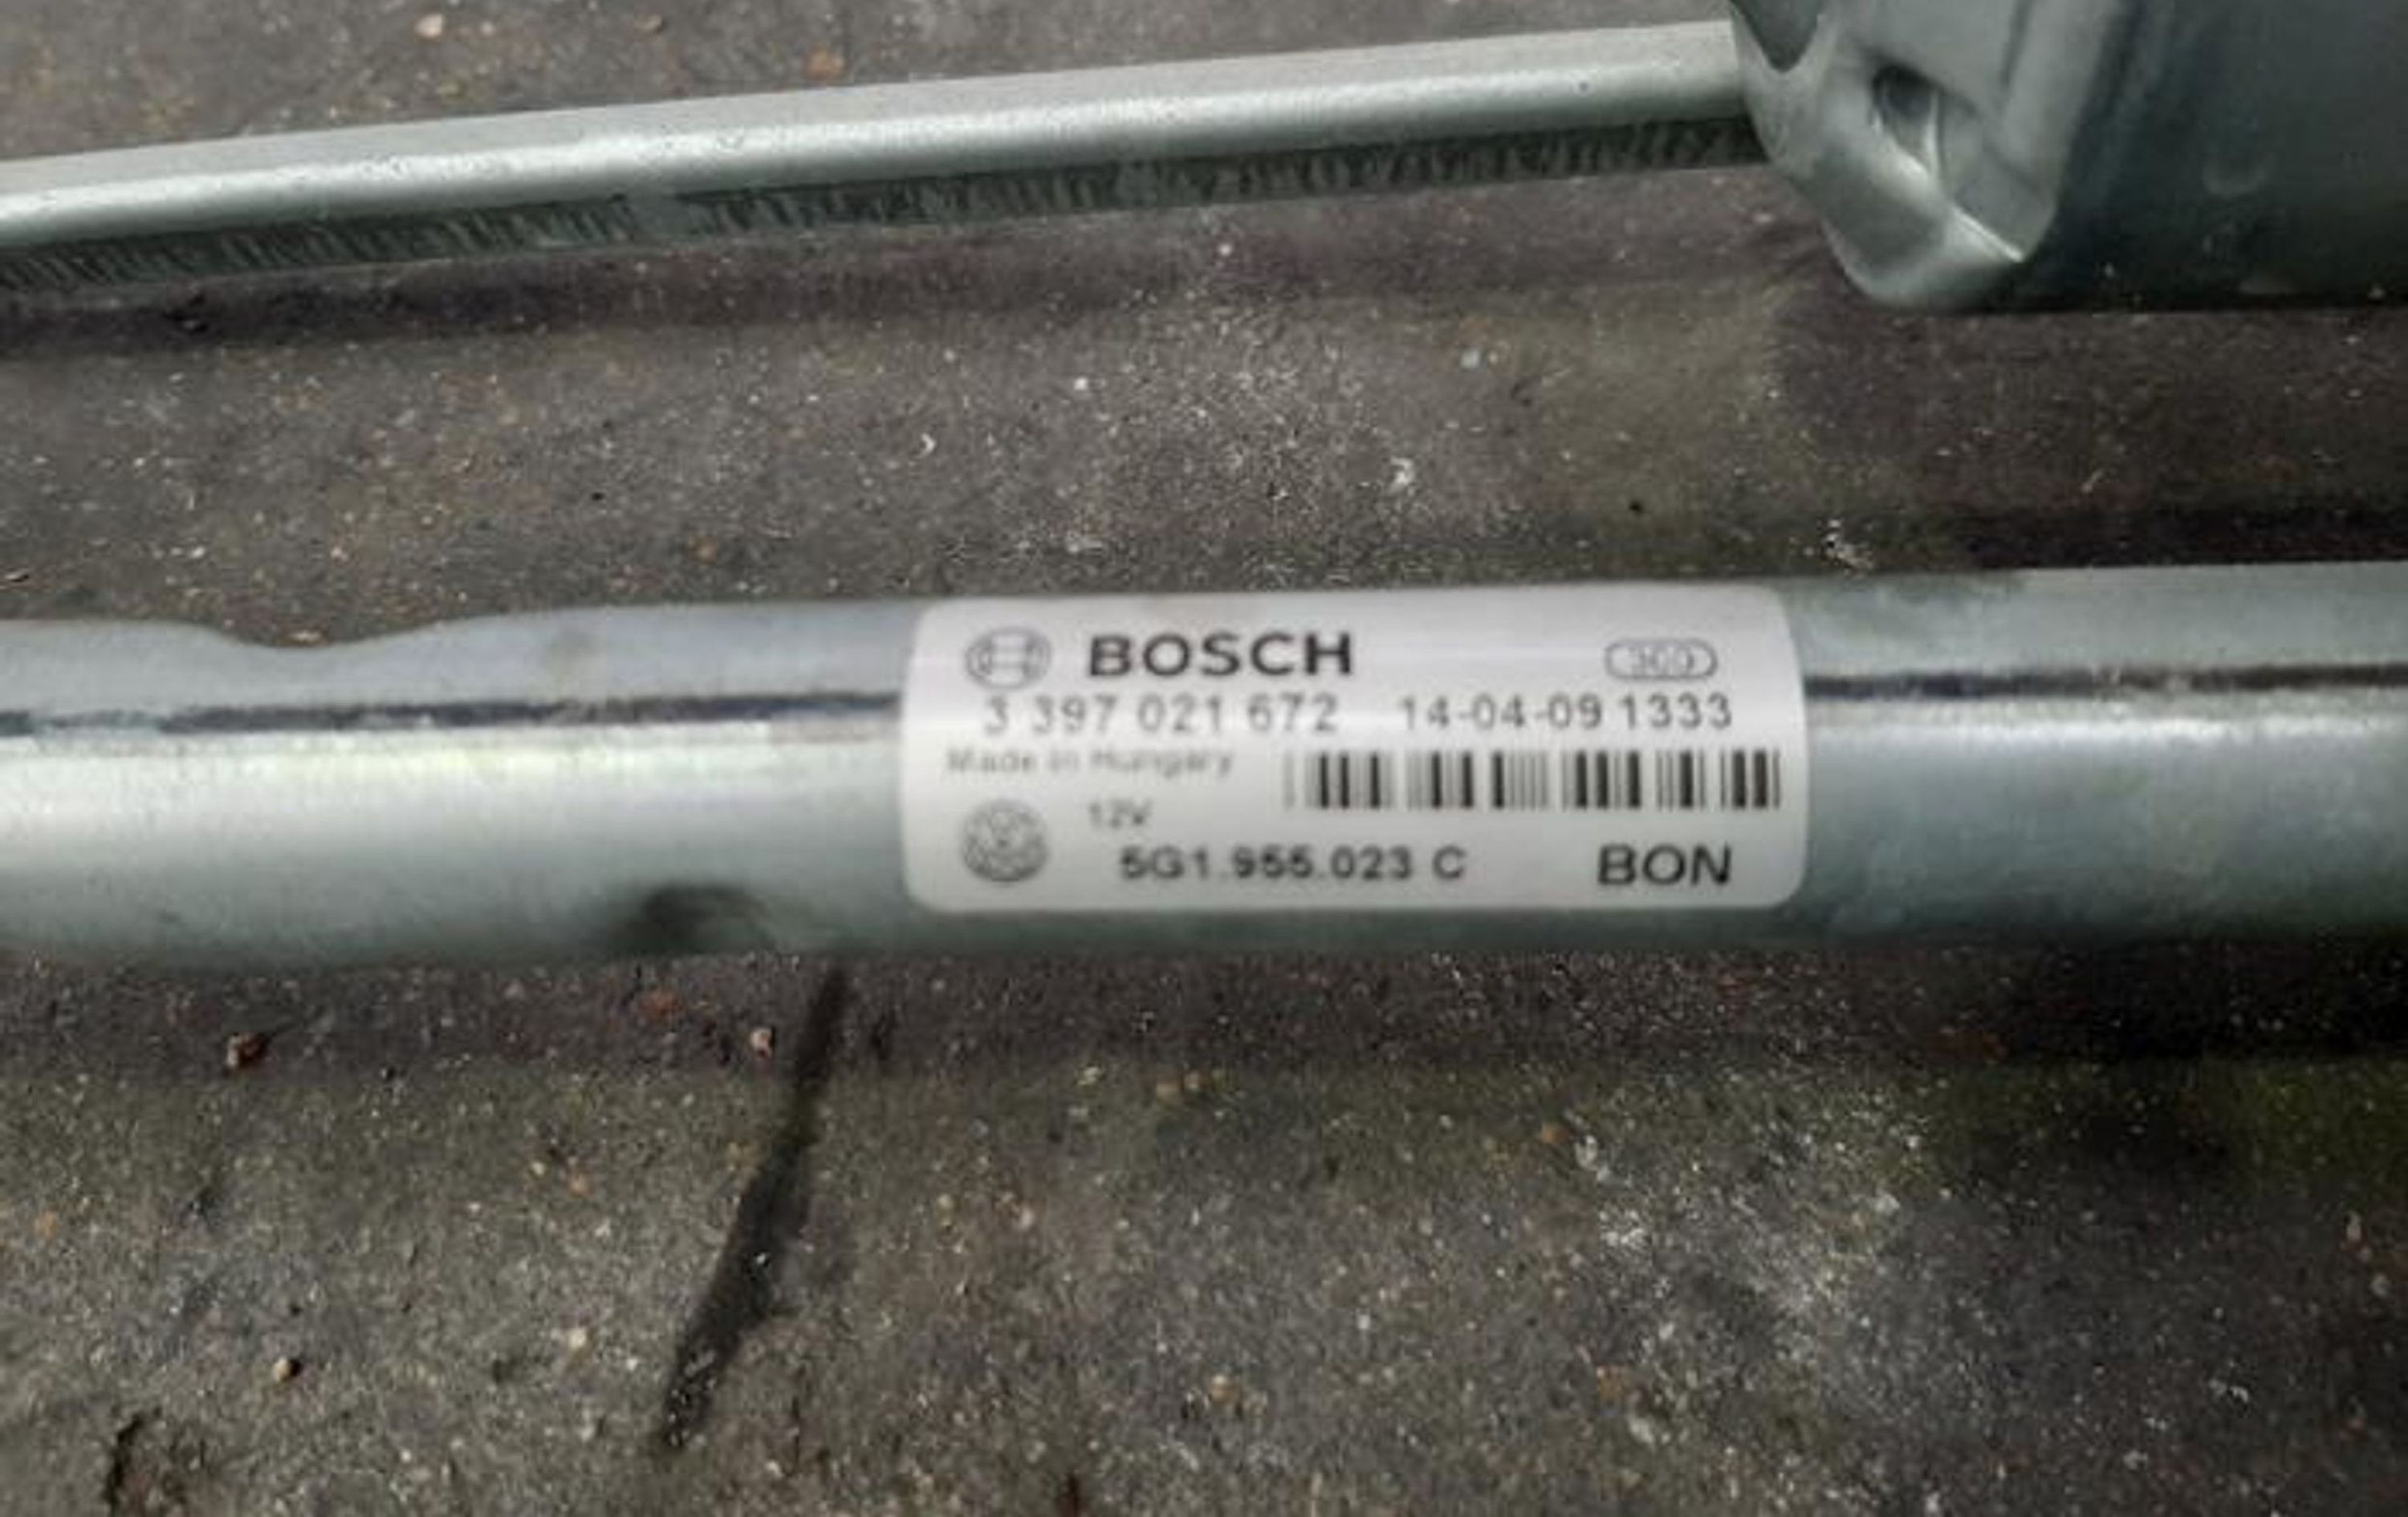 BOSCH
3 397 021 672 14-04-09 1333
Made in Hungary
12V
5G1.955.023 C BON